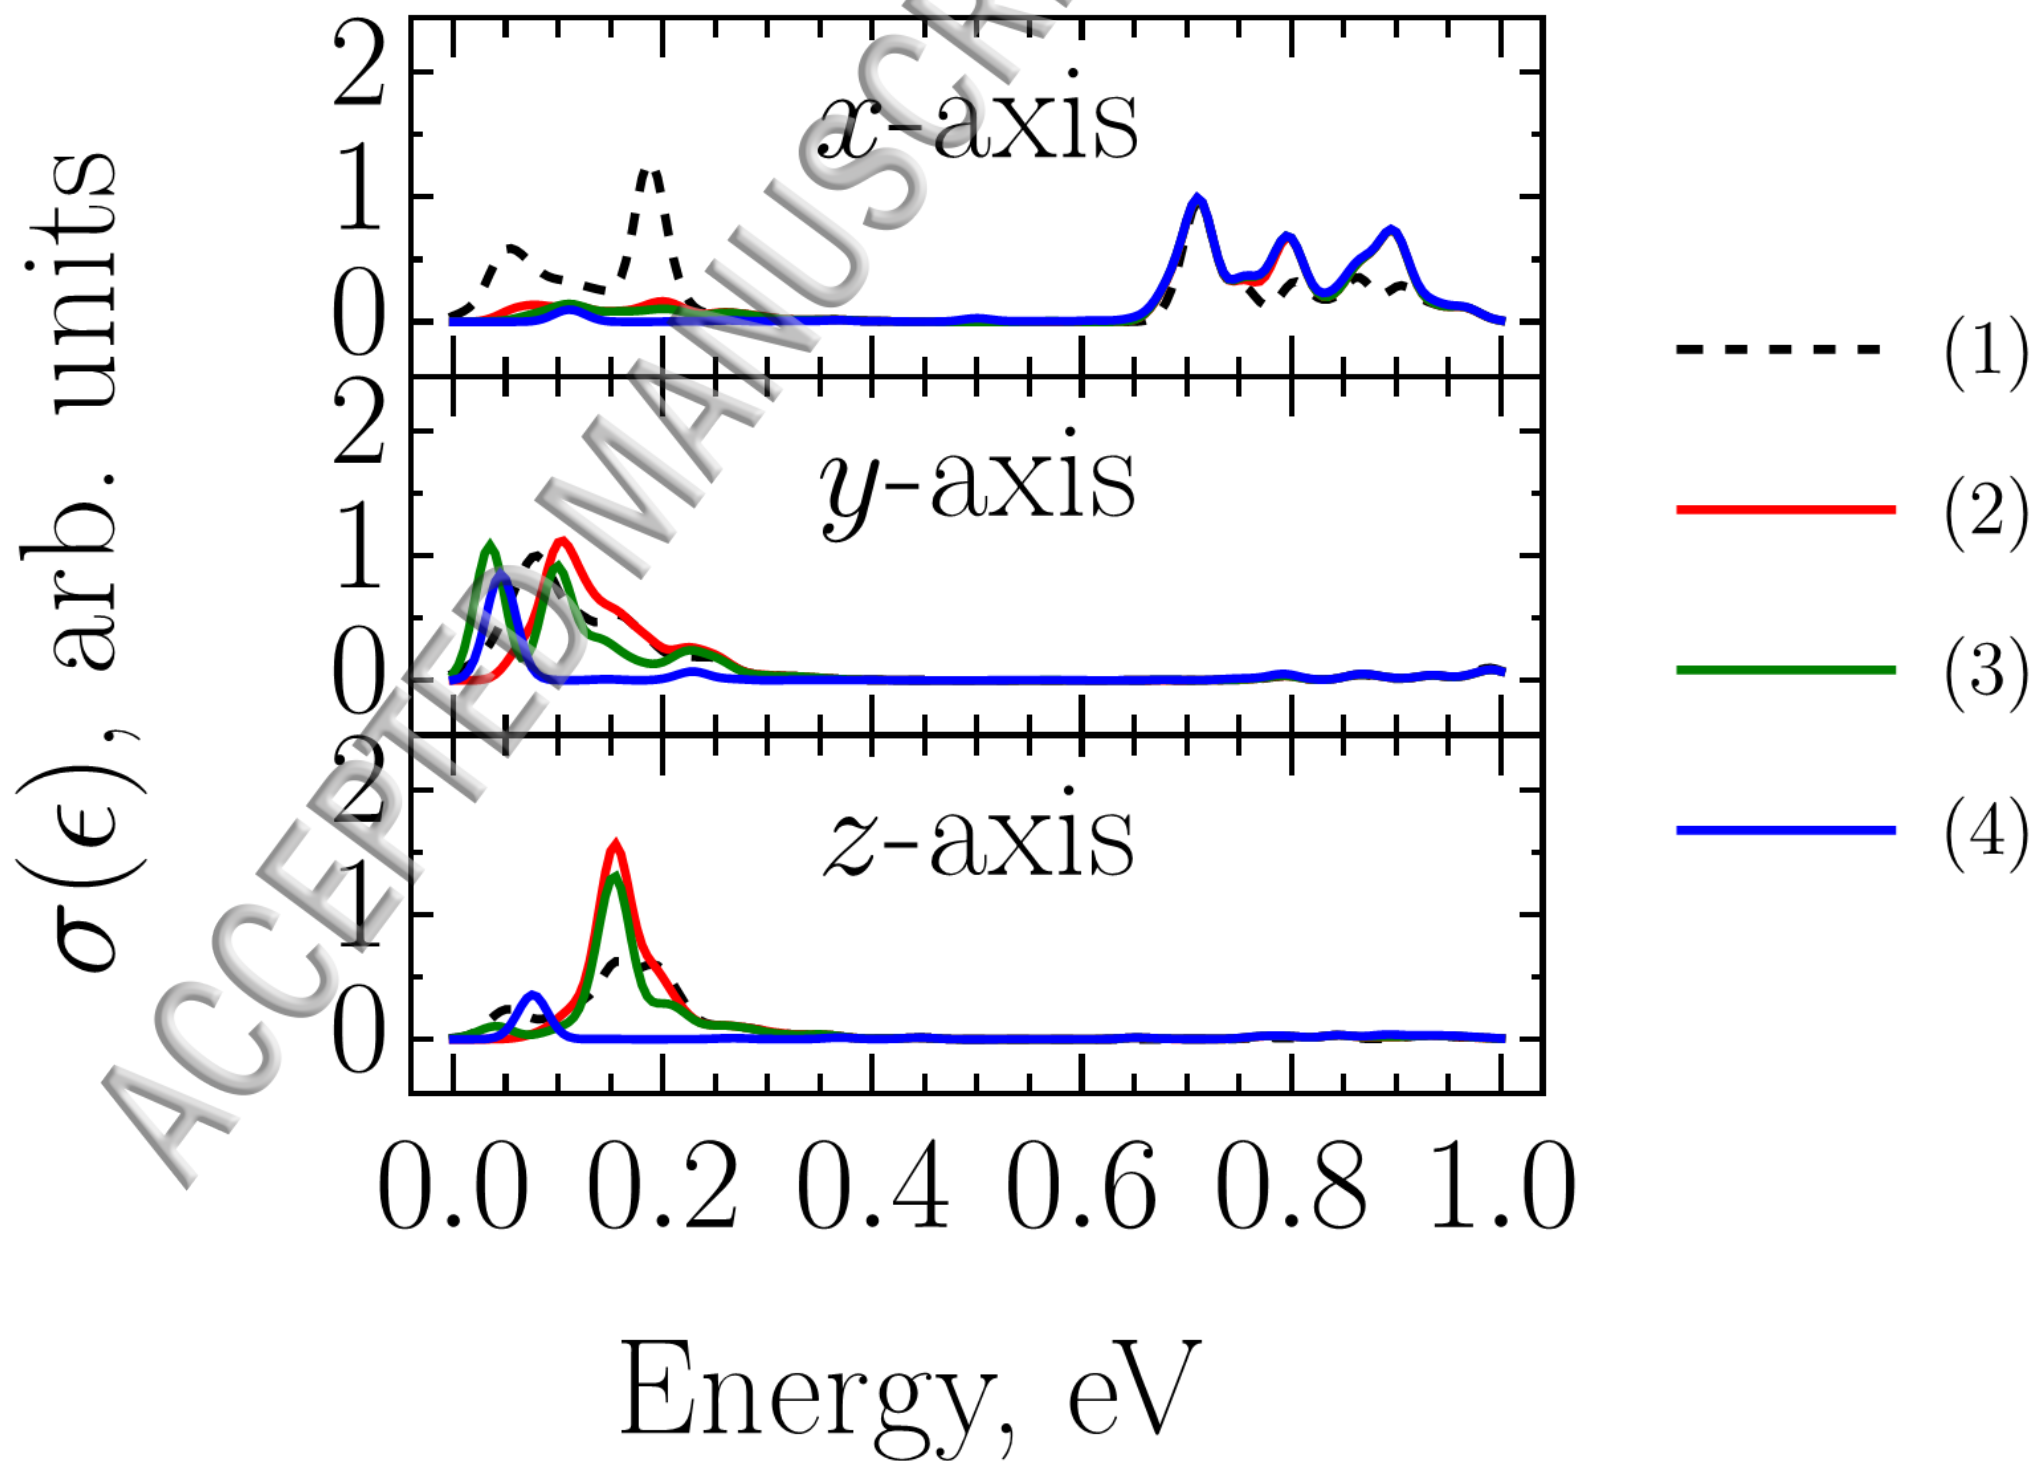 σ(ϵ), arb. units
2
1
0
x-axis
2
1
0
y-axis
2
1
0
z-axis
0.0 0.2 0.4 0.6 0.8 1.0
Energy, eV
(1)
(2)
(3)
(4)
ACCEPTED MANUSCR